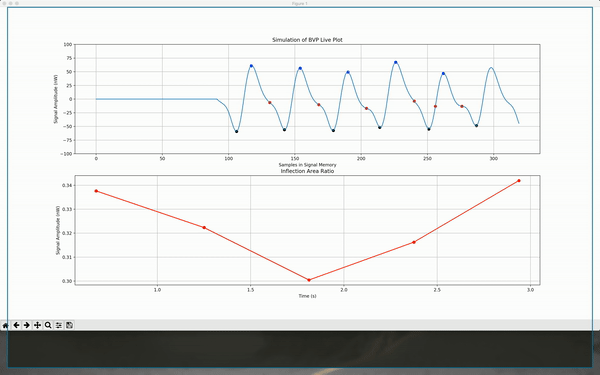 Figure 1
Simulation of BVP Live Plot
100
75
50
25
0
−25
−50
−75
−100
Signal Amplitude (nW)
0 50 100 150 200 250 300
Samples in Signal Memory
Inflection Area Ratio
0.34
0.33
0.32
0.31
0.30
Signal Amplitude (nW)
1.0 1.5 2.0 2.5 3.0
Time (s)